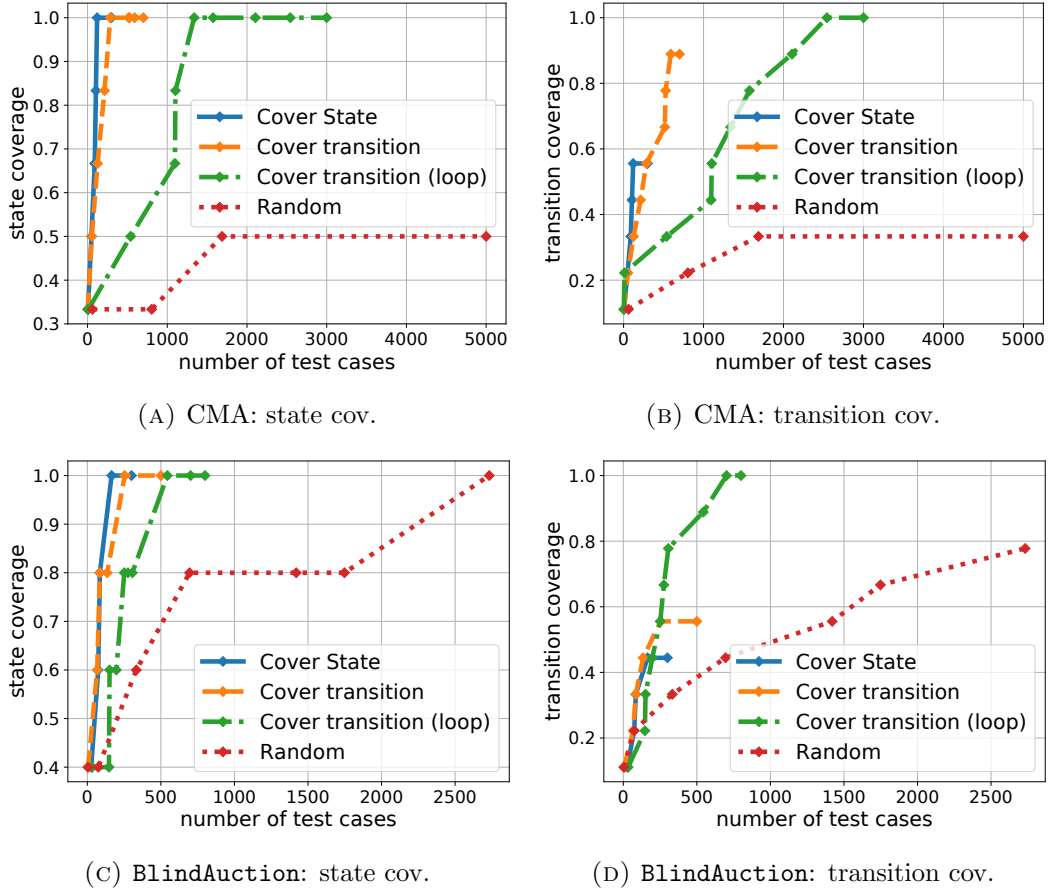 1.0
0.9
0.8
0.7
0.6
0.5
0.4
0.3
state coverage
Cover State
Cover transition
Cover transition (loop)
Random
0 1000 2000 3000 4000 5000
number of test cases
(A) CMA: state cov.
1.0
0.8
0.6
0.4
0.2
transition coverage
Cover State
Cover transition
Cover transition (loop)
Random
0 1000 2000 3000 4000 5000
number of test cases
(B) CMA: transition cov.
1.0
0.9
0.8
0.7
0.6
0.5
0.4
state coverage
Cover State
Cover transition
Cover transition (loop)
Random
0 500 1000 1500 2000 2500
number of test cases
(C) BlindAuction: state cov.
1.0
0.8
0.6
0.4
0.2
transition coverage
Cover State
Cover transition
Cover transition (loop)
Random
0 500 1000 1500 2000 2500
number of test cases
(D) BlindAuction: transition cov.